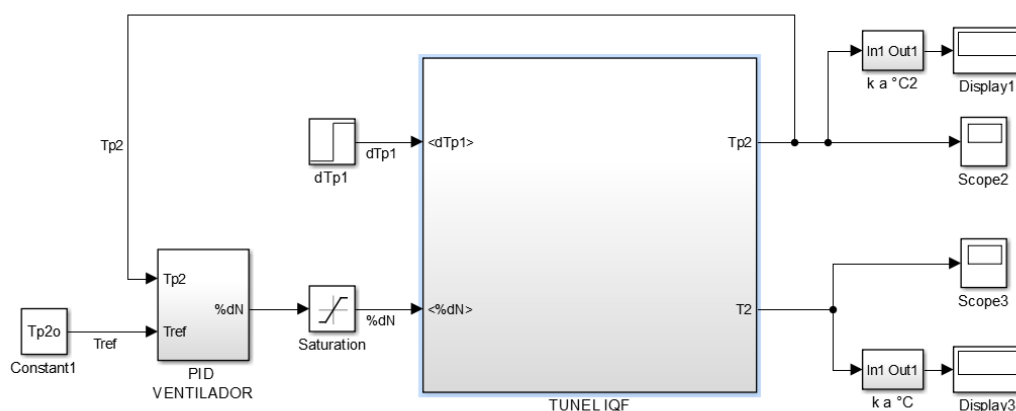 In1 Out1
k a °C2
Display1
Tp2
dTp1
dTp1
<dTp1>
Tp2
Scope2
Tp2
%dN
Tref
PID
VENTILADOR
Tp2o
Constant1
Tref
Saturation
%dN
<%dN>
T2
TUNEL IQF
Scope3
In1 Out1
k a °C
Display3